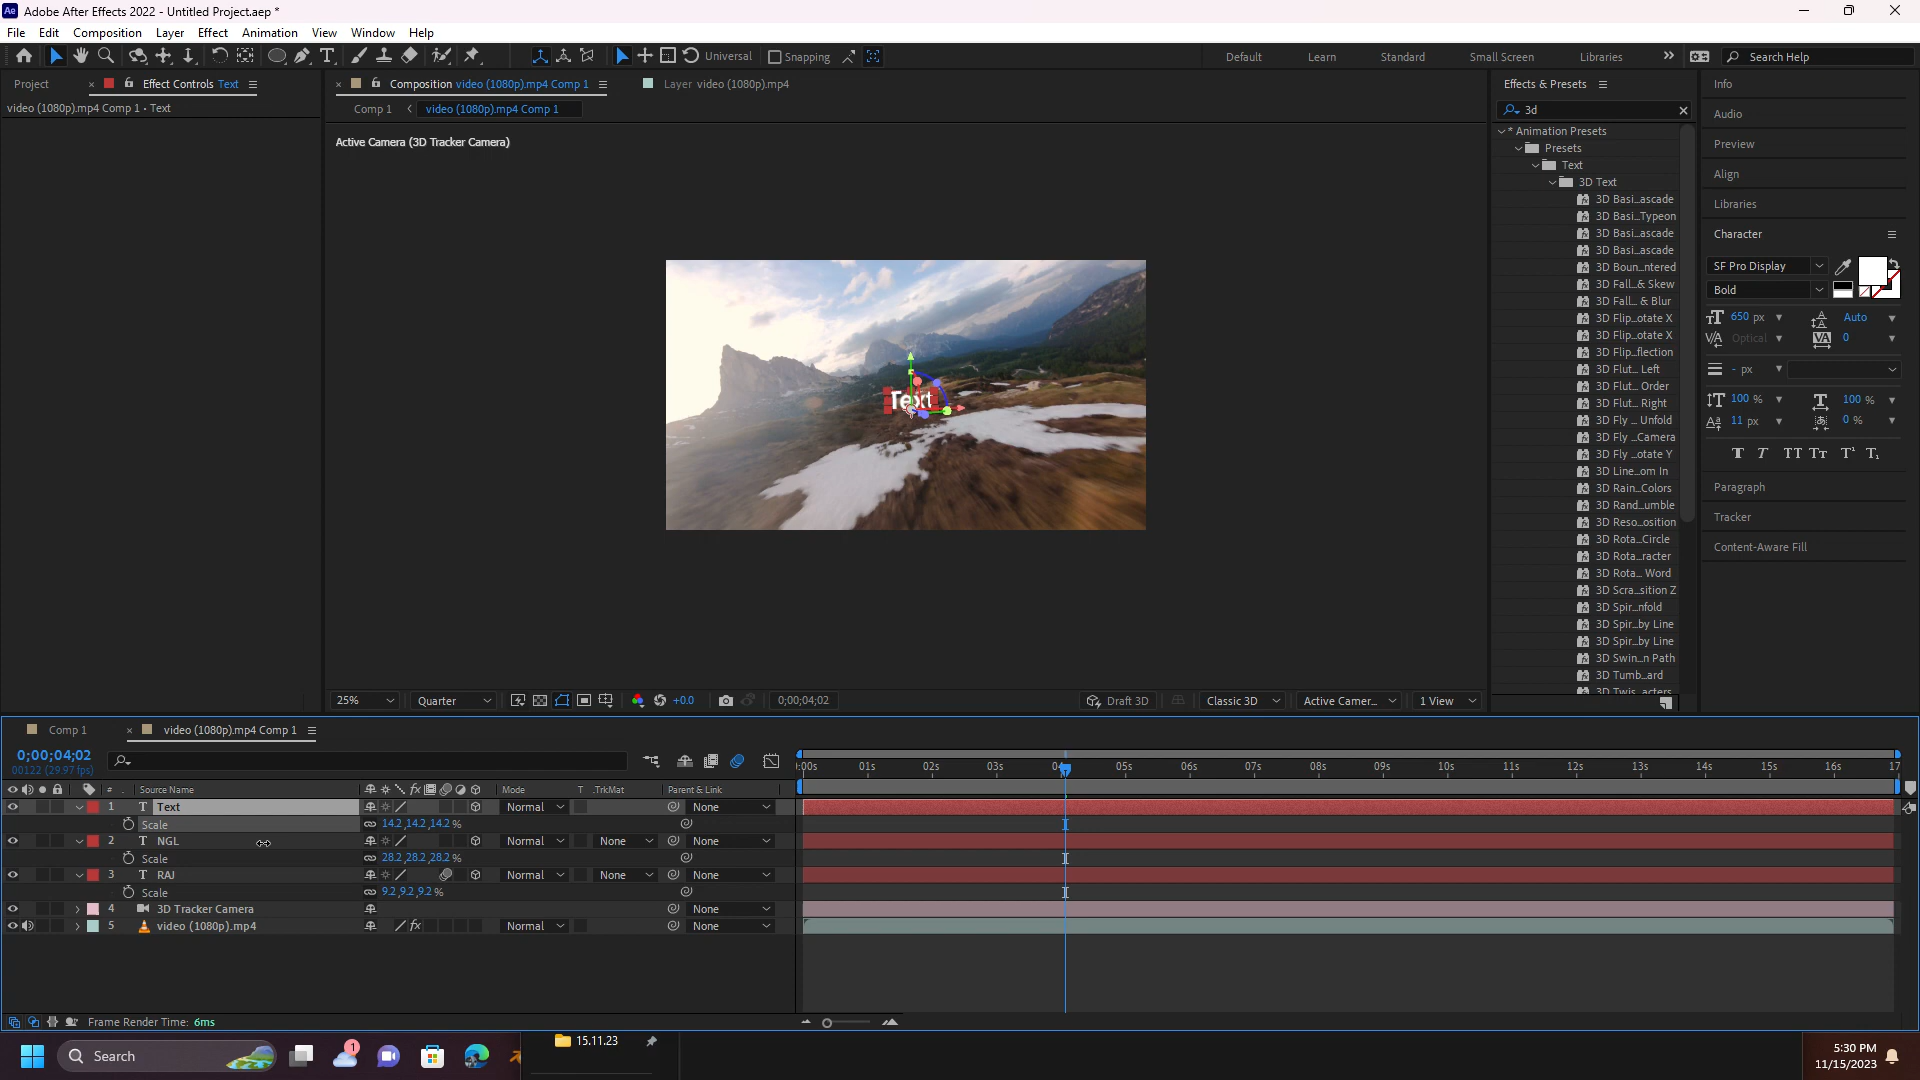 Adobe After Effects 2022 - Untitled Project.aep *
File Edit Composition Layer Effect Animation View Window Help
Universal Snapping Default Learn Standard Small Screen Libraries Search Help
Project Effect Controls Text
video (1080p).mp4 Comp 1 • Text
Composition video (1080p).mp4 Comp 1 Layer video (1080p).mp4
Comp 1 video (1080p).mp4 Comp 1
Active Camera (3D Tracker Camera)
Text
25% Quarter +0.0 0;00;04;02 Draft 3D Classic 3D Active Camer... 1 View
Effects & Presets
3d
* Animation Presets
Presets
Text
3D Text
3D Basi...ascade
3D Basi...Typeon
3D Basi...ascade
3D Basi...ascade
3D Boun...ntered
3D Fall...& Skew
3D Fall... & Blur
3D Flip...otate X
3D Flip...otate X
3D Flip...flection
3D Flut... Left
3D Flut... Order
3D Flut... Right
3D Fly ... Unfold
3D Fly ...Camera
3D Fly ...otate Y
3D Line...om In
3D Rain...Colors
3D Rand...umble
3D Reso...osition
3D Rota...Circle
3D Rota...racter
3D Rota... Word
3D Scra...sition Z
3D Spir...nfold
3D Spir...by Line
3D Spir...by Line
3D Swin...n Path
3D Tumb...ard
3D Twis...acters
Info
Audio
Preview
Align
Libraries
Character
SF Pro Display
Bold
650 px Auto
Optical 0
- px
100 % 100 %
11 px 0 %
Paragraph
Tracker
Content-Aware Fill
Comp 1 video (1080p).mp4 Comp 1
0;00;04;02
00122 (29.97 fps)
:00s 01s 02s 03s 04s 05s 06s 07s 08s 09s 10s 11s 12s 13s 14s 15s 16s 17
# Source Name Mode T .TrkMat Parent & Link
1 Text Normal None
Scale 14.2,14.2,14.2 %
2 NGL Normal None None
Scale 28.2,28.2,28.2 %
3 RAJ Normal None None
Scale 9.2,9.2,9.2 %
4 3D Tracker Camera None
5 video (1080p).mp4 Normal None
Frame Render Time: 6ms
Search 1 15.11.23
5:30 PM
11/15/2023